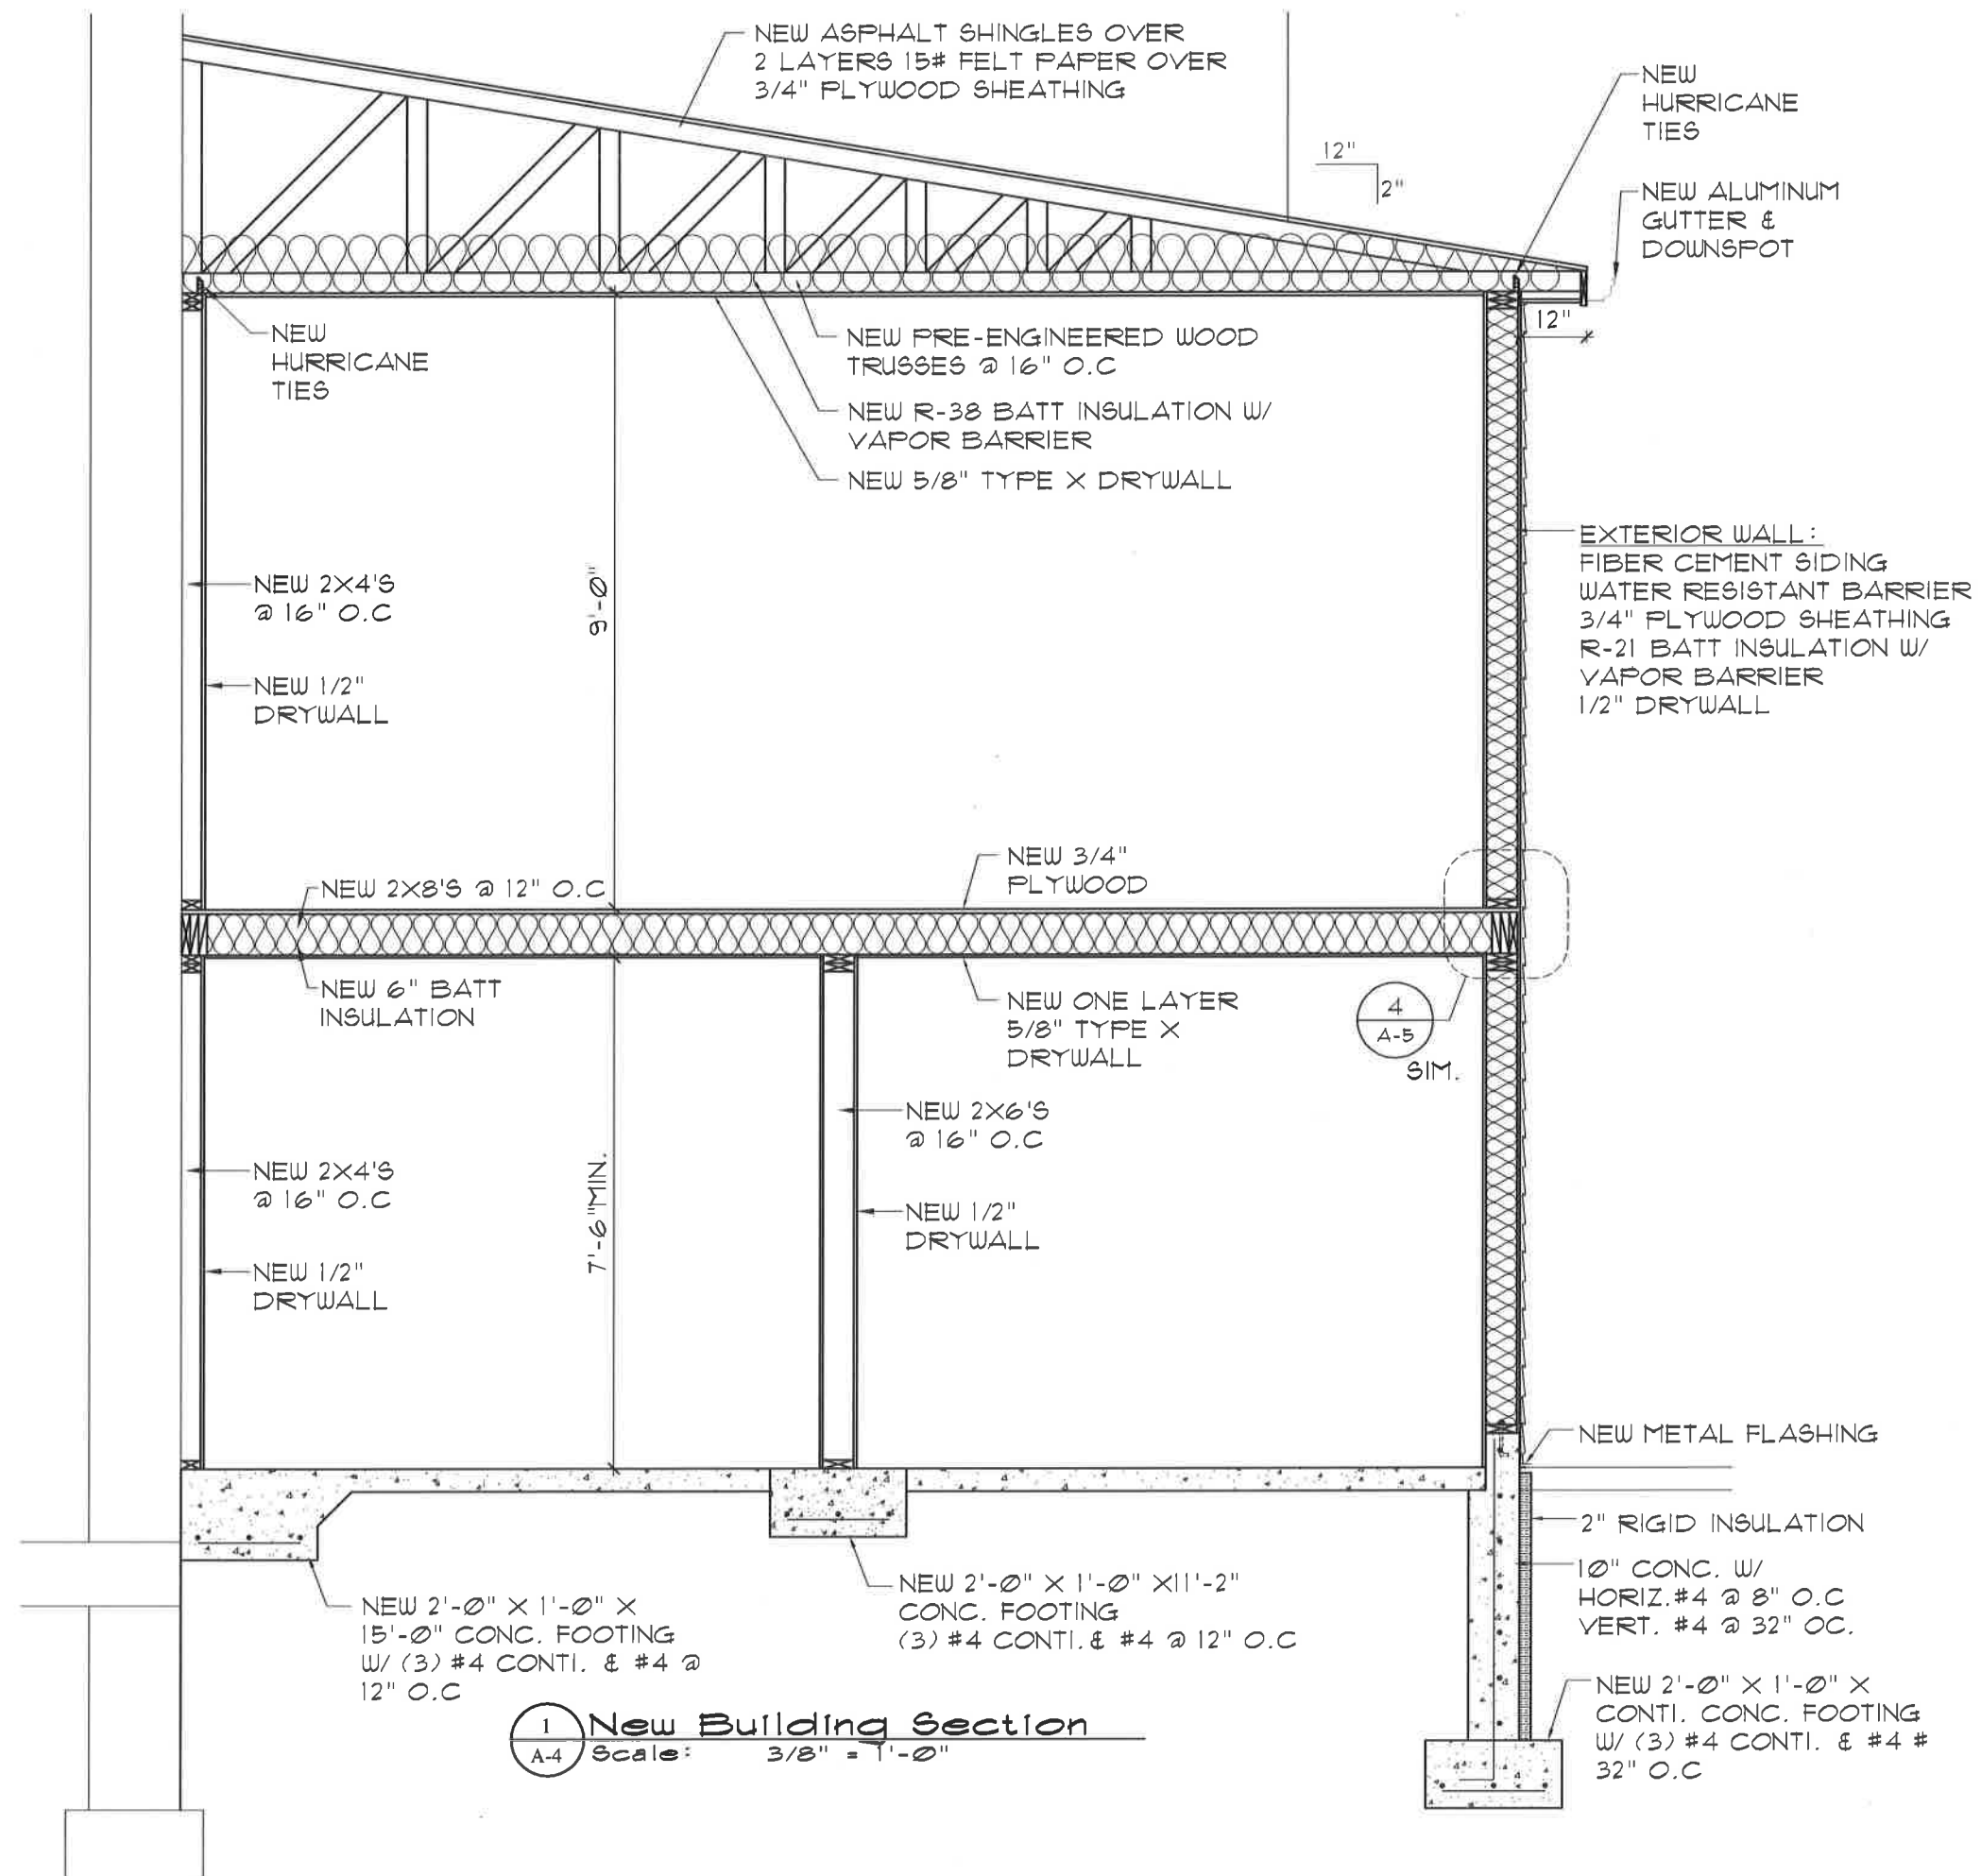 NEW ASPHALT SHINGLES OVER
2 LAYERS 15# FELT PAPER OVER
3/4" PLYWOOD SHEATHING
NEW
HURRICANE
TIES
12"
2"
NEW ALUMINUM
GUTTER &
DOWNSPOT
12"
NEW
HURRICANE
TIES
NEW PRE-ENGINEERED WOOD
TRUSSES @ 16" O.C
NEW R-38 BATT INSULATION W/
VAPOR BARRIER
NEW 5/8" TYPE X DRYWALL
EXTERIOR WALL:
FIBER CEMENT SIDING
WATER RESISTANT BARRIER
3/4" PLYWOOD SHEATHING
R-21 BATT INSULATION W/
VAPOR BARRIER
1/2" DRYWALL
NEW 2X4'S
@ 16" O.C
9'-0"
NEW 1/2"
DRYWALL
NEW 2X8'S @ 12" O.C
NEW 3/4"
PLYWOOD
NEW 6" BATT
INSULATION
NEW ONE LAYER
5/8" TYPE X
DRYWALL
4
A-5
SIM.
NEW 2X6'S
@ 16" O.C
NEW 2X4'S
@ 16" O.C
7'-6" MIN.
NEW 1/2"
DRYWALL
NEW 1/2"
DRYWALL
NEW METAL FLASHING
2" RIGID INSULATION
10" CONC. W/
HORIZ. #4 @ 8" O.C
VERT. #4 @ 32" OC.
NEW 2'-0" X 1'-0" X
15'-0" CONC. FOOTING
W/ (3) #4 CONTI. & #4 @
12" O.C
NEW 2'-0" X 1'-0" X11'-2"
CONC. FOOTING
(3) #4 CONTI. & #4 @ 12" O.C
NEW 2'-0" X 1'-0" X
CONTI. CONC. FOOTING
W/ (3) #4 CONTI. & #4 #
32" O.C
1
A-4
New Building Section
Scale: 3/8" = 1'-0"